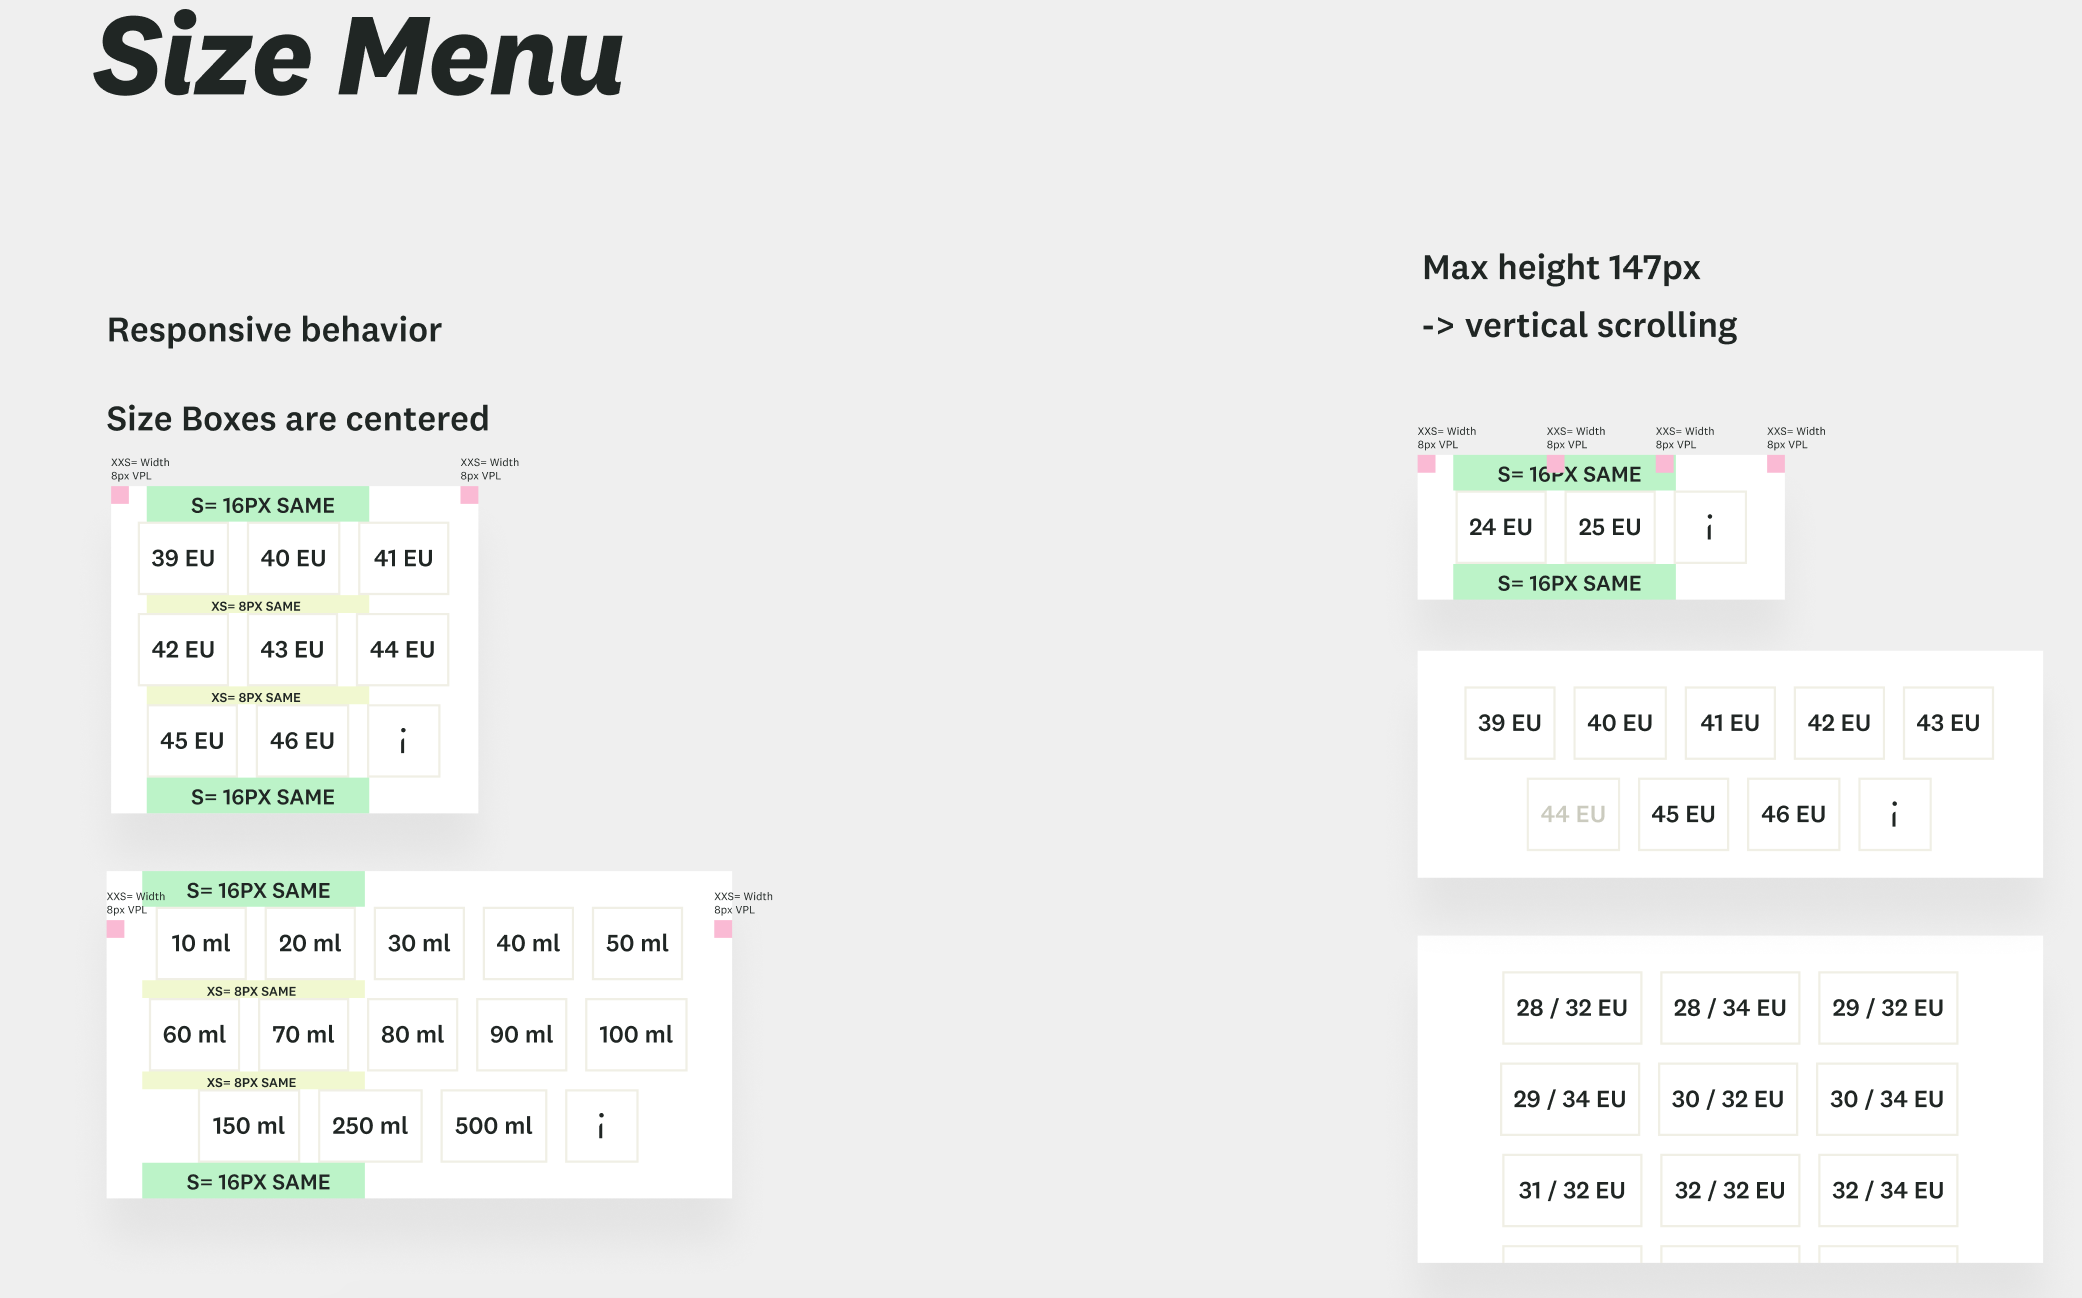 Size Menu
Responsive behavior
Size Boxes are centered
XXS= Width
8px VPL
XXS= Width
8px VPL
S= 16PX SAME
39 EU
40 EU
41 EU
XS= 8PX SAME
42 EU
43 EU
44 EU
XS= 8PX SAME
45 EU
46 EU
i
S= 16PX SAME
S= 16PX SAME
XXS= Width
8px VPL
XXS= Width
8px VPL
10 ml
20 ml
30 ml
40 ml
50 ml
XS= 8PX SAME
60 ml
70 ml
80 ml
90 ml
100 ml
XS= 8PX SAME
150 ml
250 ml
500 ml
i
S= 16PX SAME
Max height 147px
-> vertical scrolling
XXS= Width
8px VPL
XXS= Width
8px VPL
XXS= Width
8px VPL
XXS= Width
8px VPL
S= 16PX SAME
24 EU
25 EU
i
S= 16PX SAME
39 EU
40 EU
41 EU
42 EU
43 EU
44 EU
45 EU
46 EU
i
28 / 32 EU
28 / 34 EU
29 / 32 EU
29 / 34 EU
30 / 32 EU
30 / 34 EU
31 / 32 EU
32 / 32 EU
32 / 34 EU